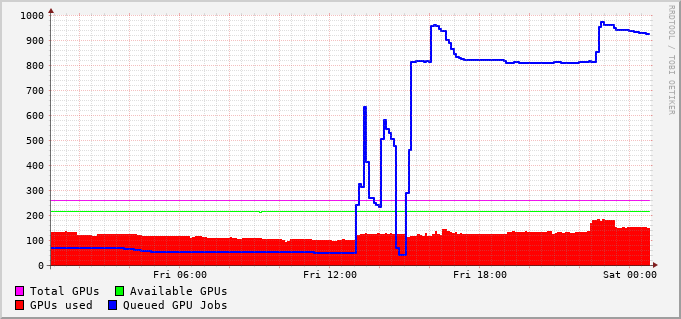 1000
900
800
700
600
500
400
300
200
100
0
Fri 06:00 Fri 12:00 Fri 18:00 Sat 00:00
Total GPUs Available GPUs
GPUs used Queued GPU Jobs
RRDTOOL / TOBI OETIKER